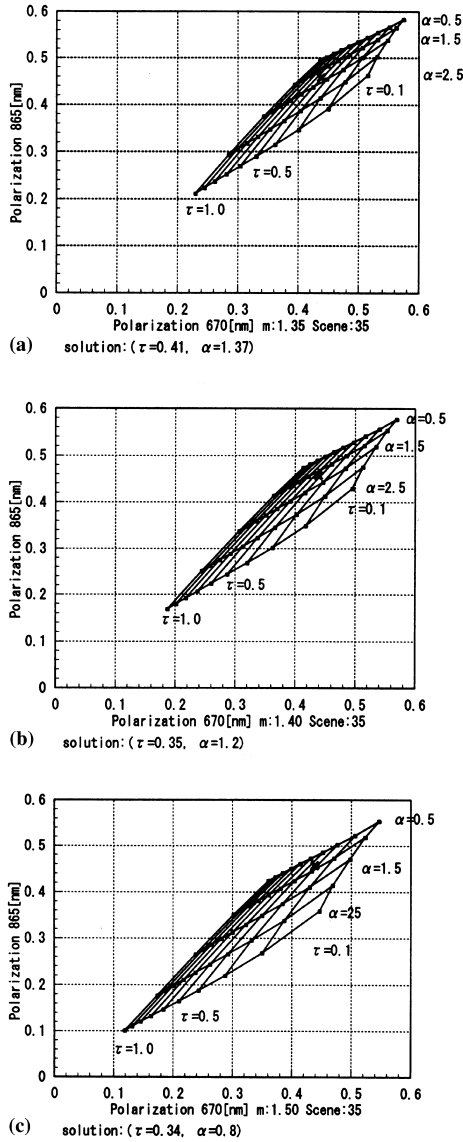 0.6
α=0.5
α=1.5
0.5
α=2.5
0.4
τ=0.1
0.3
τ=0.5
0.2
τ=1.0
0.1
0
0 0.1 0.2 0.3 0.4 0.5 0.6
Polarization 865[nm]
Polarization 670[nm] m:1.35 Scene:35
(a) solution:(τ=0.41, α=1.37)
0.6
α=0.5
0.5
α=1.5
0.4
α=2.5
τ=0.1
0.3
τ=0.5
0.2
τ=1.0
0.1
0
0 0.1 0.2 0.3 0.4 0.5 0.6
Polarization 865[nm]
Polarization 670[nm] m:1.40 Scene:35
(b) solution:(τ=0.35, α=1.2)
0.6
α=0.5
0.5
α=1.5
0.4
α=25
0.3
τ=0.1
0.2
τ=0.5
0.1
τ=1.0
0
0 0.1 0.2 0.3 0.4 0.5 0.6
Polarization 865[nm]
Polarization 670[nm] m:1.50 Scene:35
(c) solution:(τ=0.34, α=0.8)